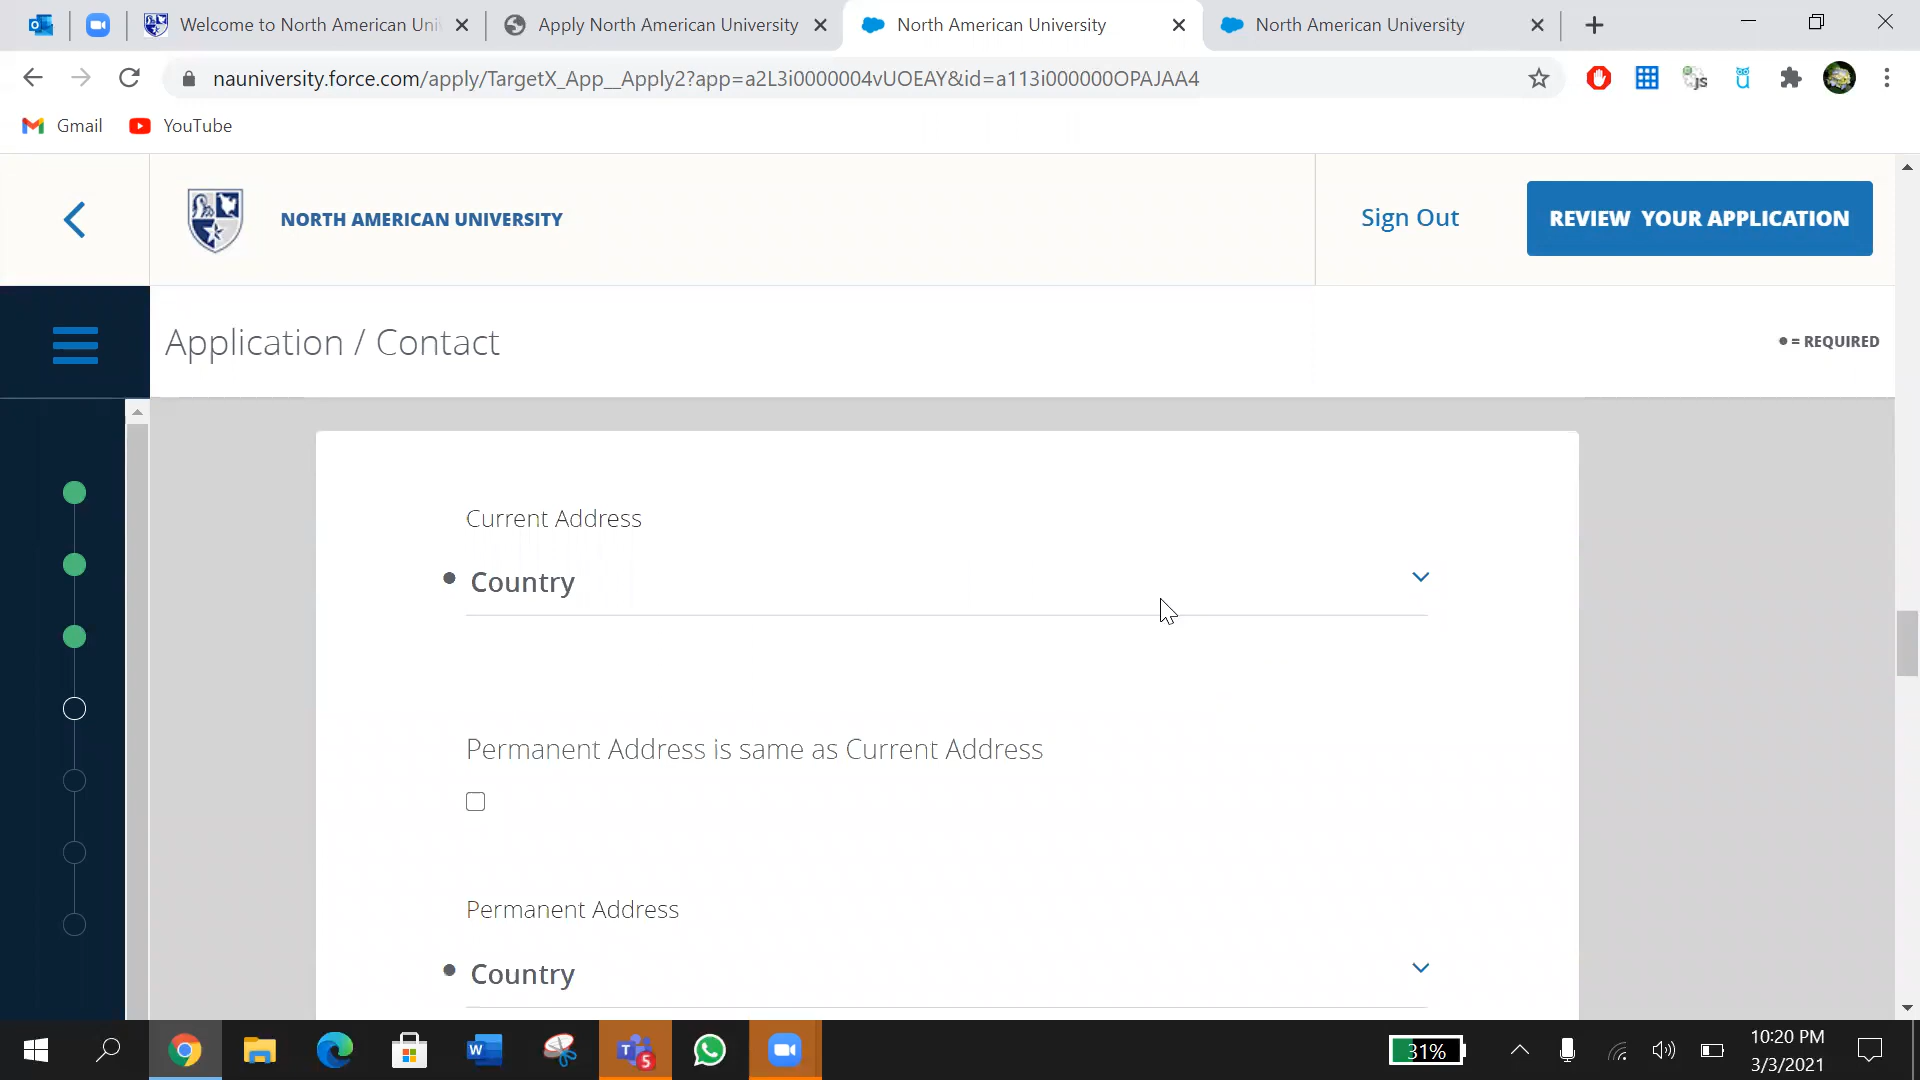 Welcome to North American Uni
Apply North American University
North American University
North American University
nauniversity.force.com/apply/TargetX_App__Apply2?app=a2L3i0000004vUOEAY&id=a113i000000OPAJAA4
JS
Gmail
YouTube
NORTH AMERICAN UNIVERSITY
Sign Out
REVIEW YOUR APPLICATION
Application / Contact
● = REQUIRED
Current Address
● Country
Permanent Address is same as Current Address
Permanent Address
● Country
31%
10:20 PM
3/3/2021
5